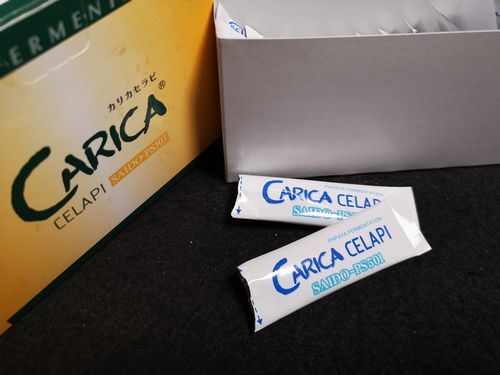 カリカセラピ
CARICA®
CELAPI SAIDO-PS501
PAPAYA FERMENTATION
CARICA CELAPI
SAIDO-PS501
PAPAYA FERMENTATION
CARICA CELAPI
SAIDO-PS501